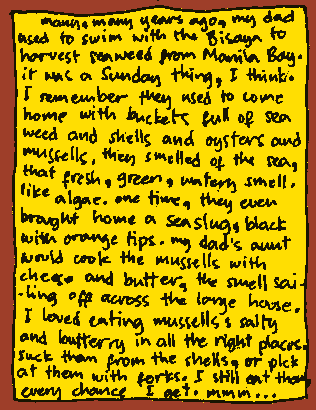 many, many years ago, my dad
used to swim with the Bisaya to
harvest seaweed from Manila Bay.
it was a Sunday thing, I think.
I remember they used to come
home with buckets full of sea
weed and shells and oysters and
mussells, they smelled of the sea,
that fresh, green, watery smell.
like algae. one time, they even
brought home a seaslug, black
with orange tips. my dad's aunt
would cook the mussells with
cheese and butter, the smell sai-
-ling off across the large house.
I loved eating mussells, salty
and butterry in all the right places.
suck them from the shells, or pick
at them with forks. I still eat them
every chance I get. mmm...